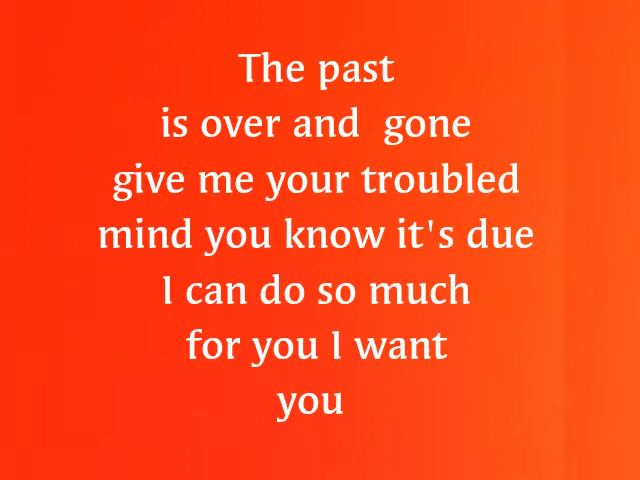 The past
is over and  gone
give me your troubled
mind you know it's due
I can do so much
for you I want
you